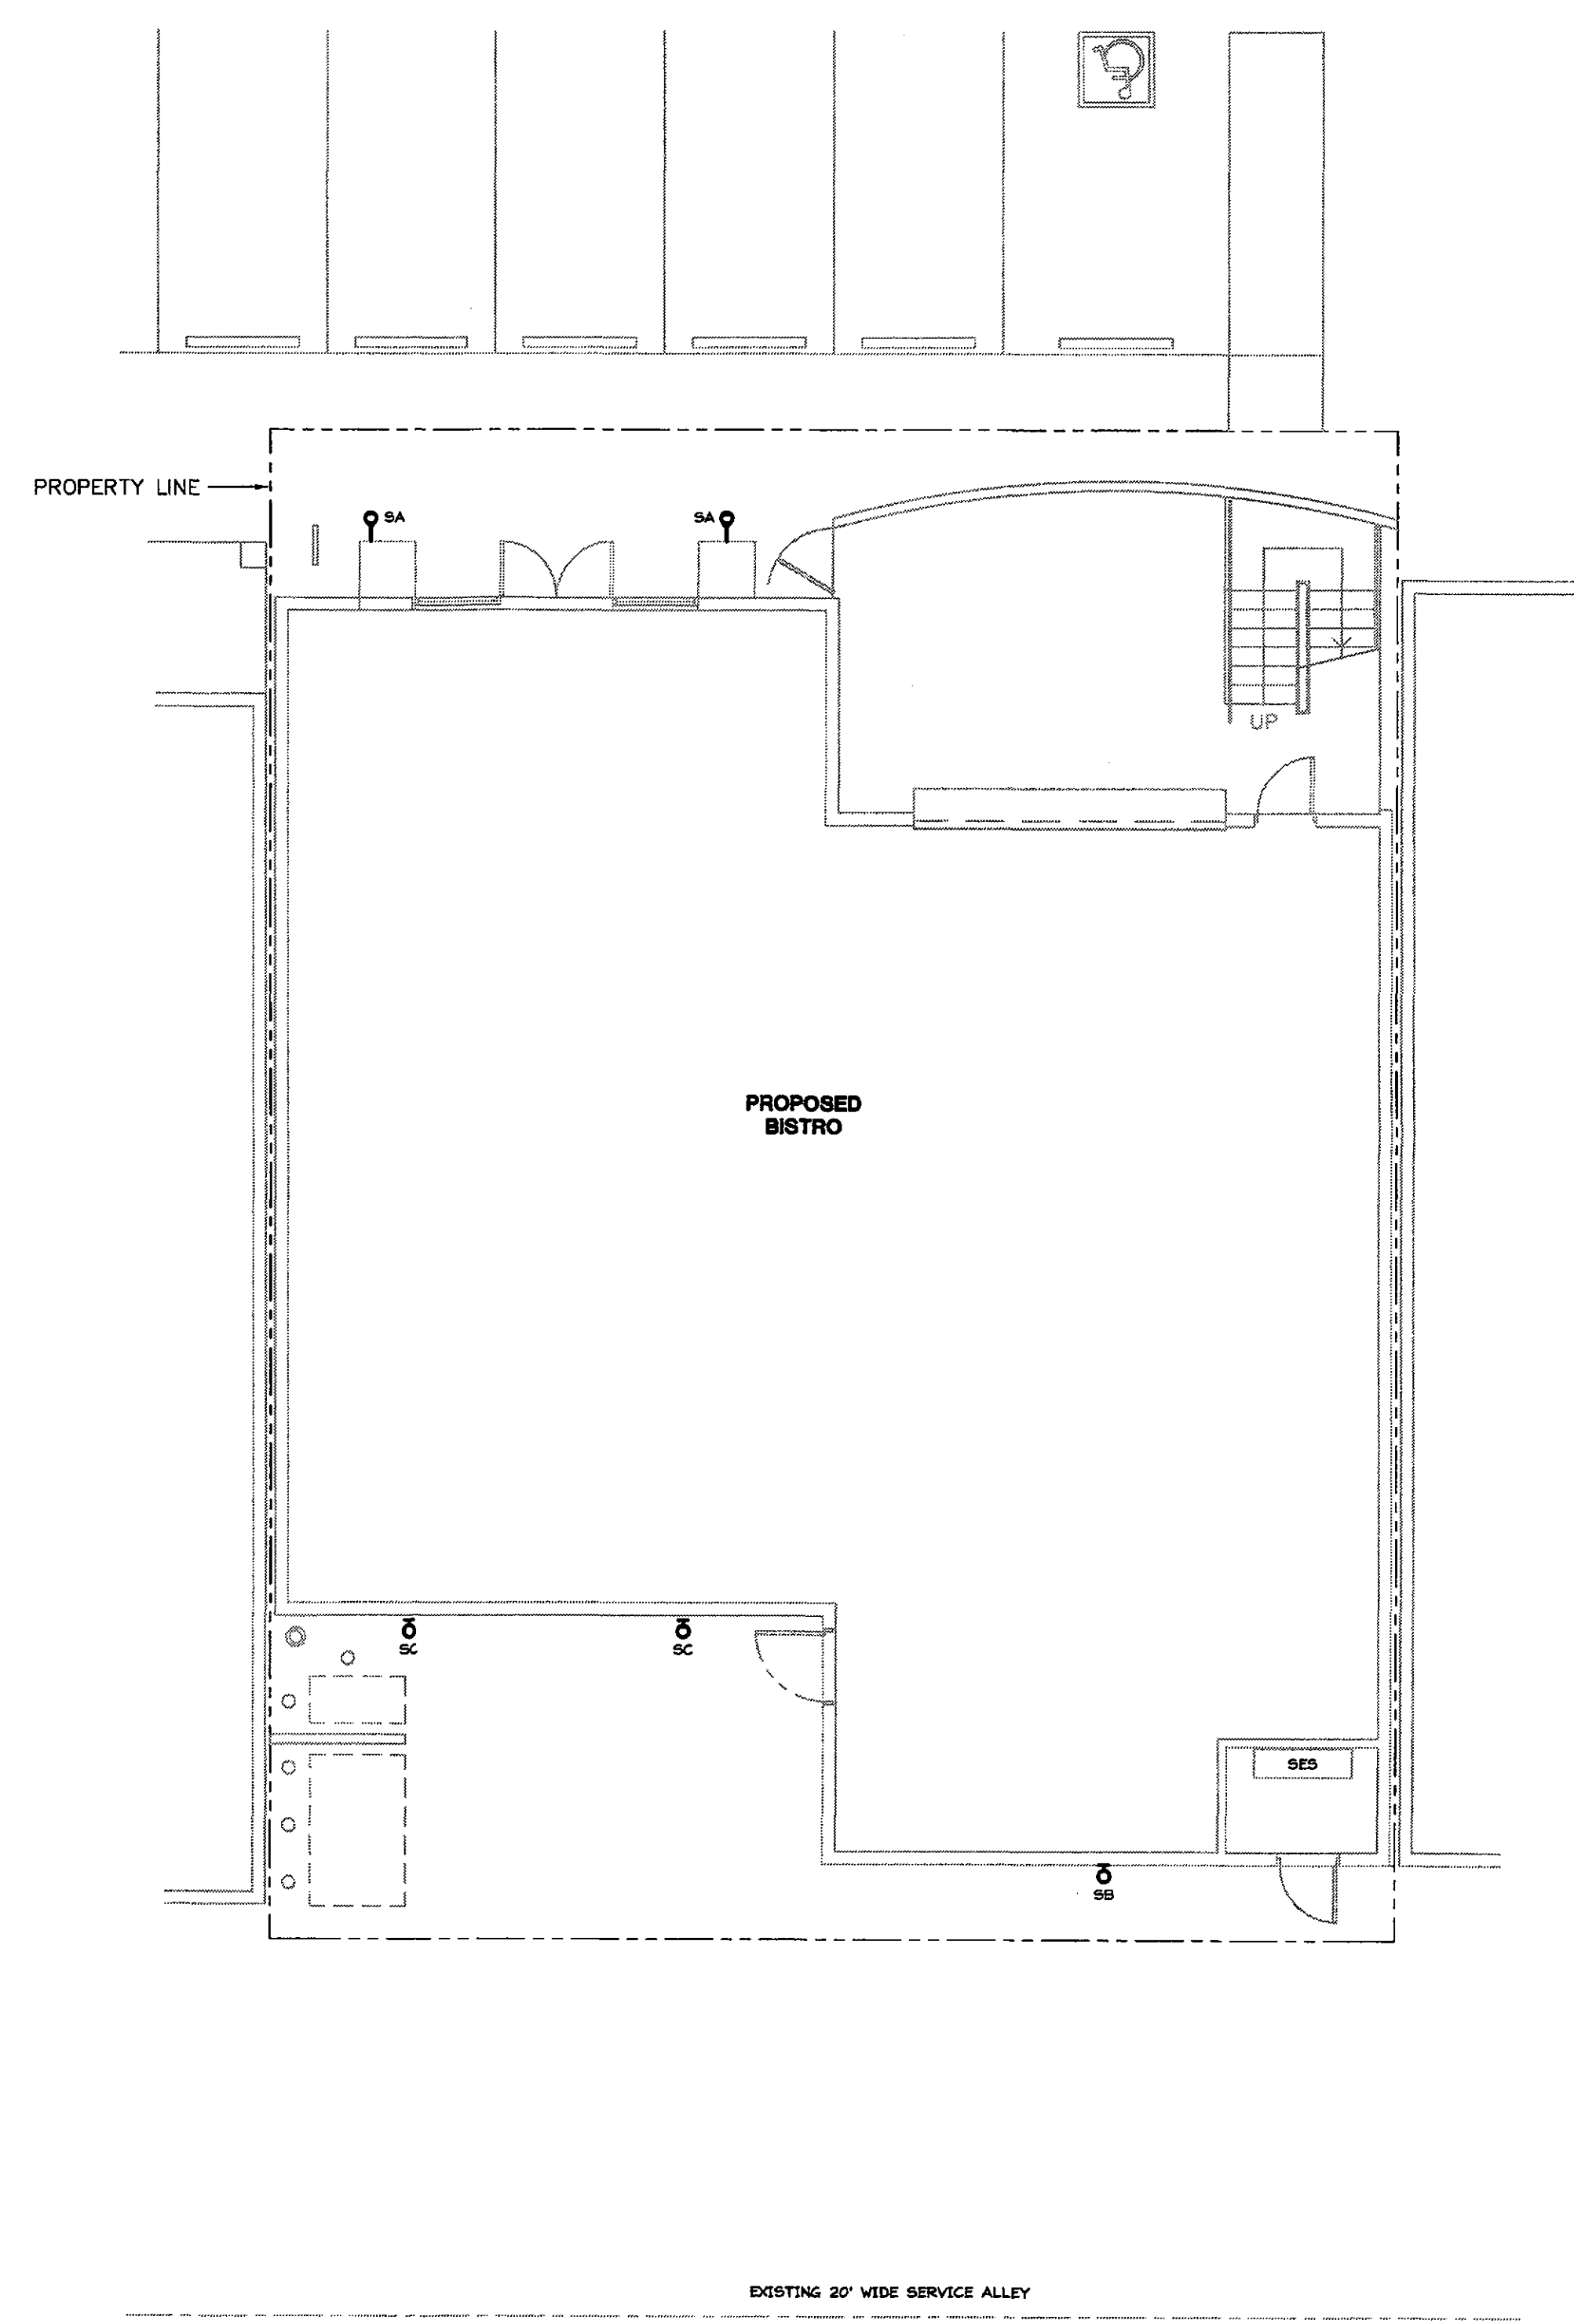 PROPERTY LINE
SA
SA
UP
PROPOSED
BISTRO
SC
SC
SES
SB
EXISTING 20' WIDE SERVICE ALLEY